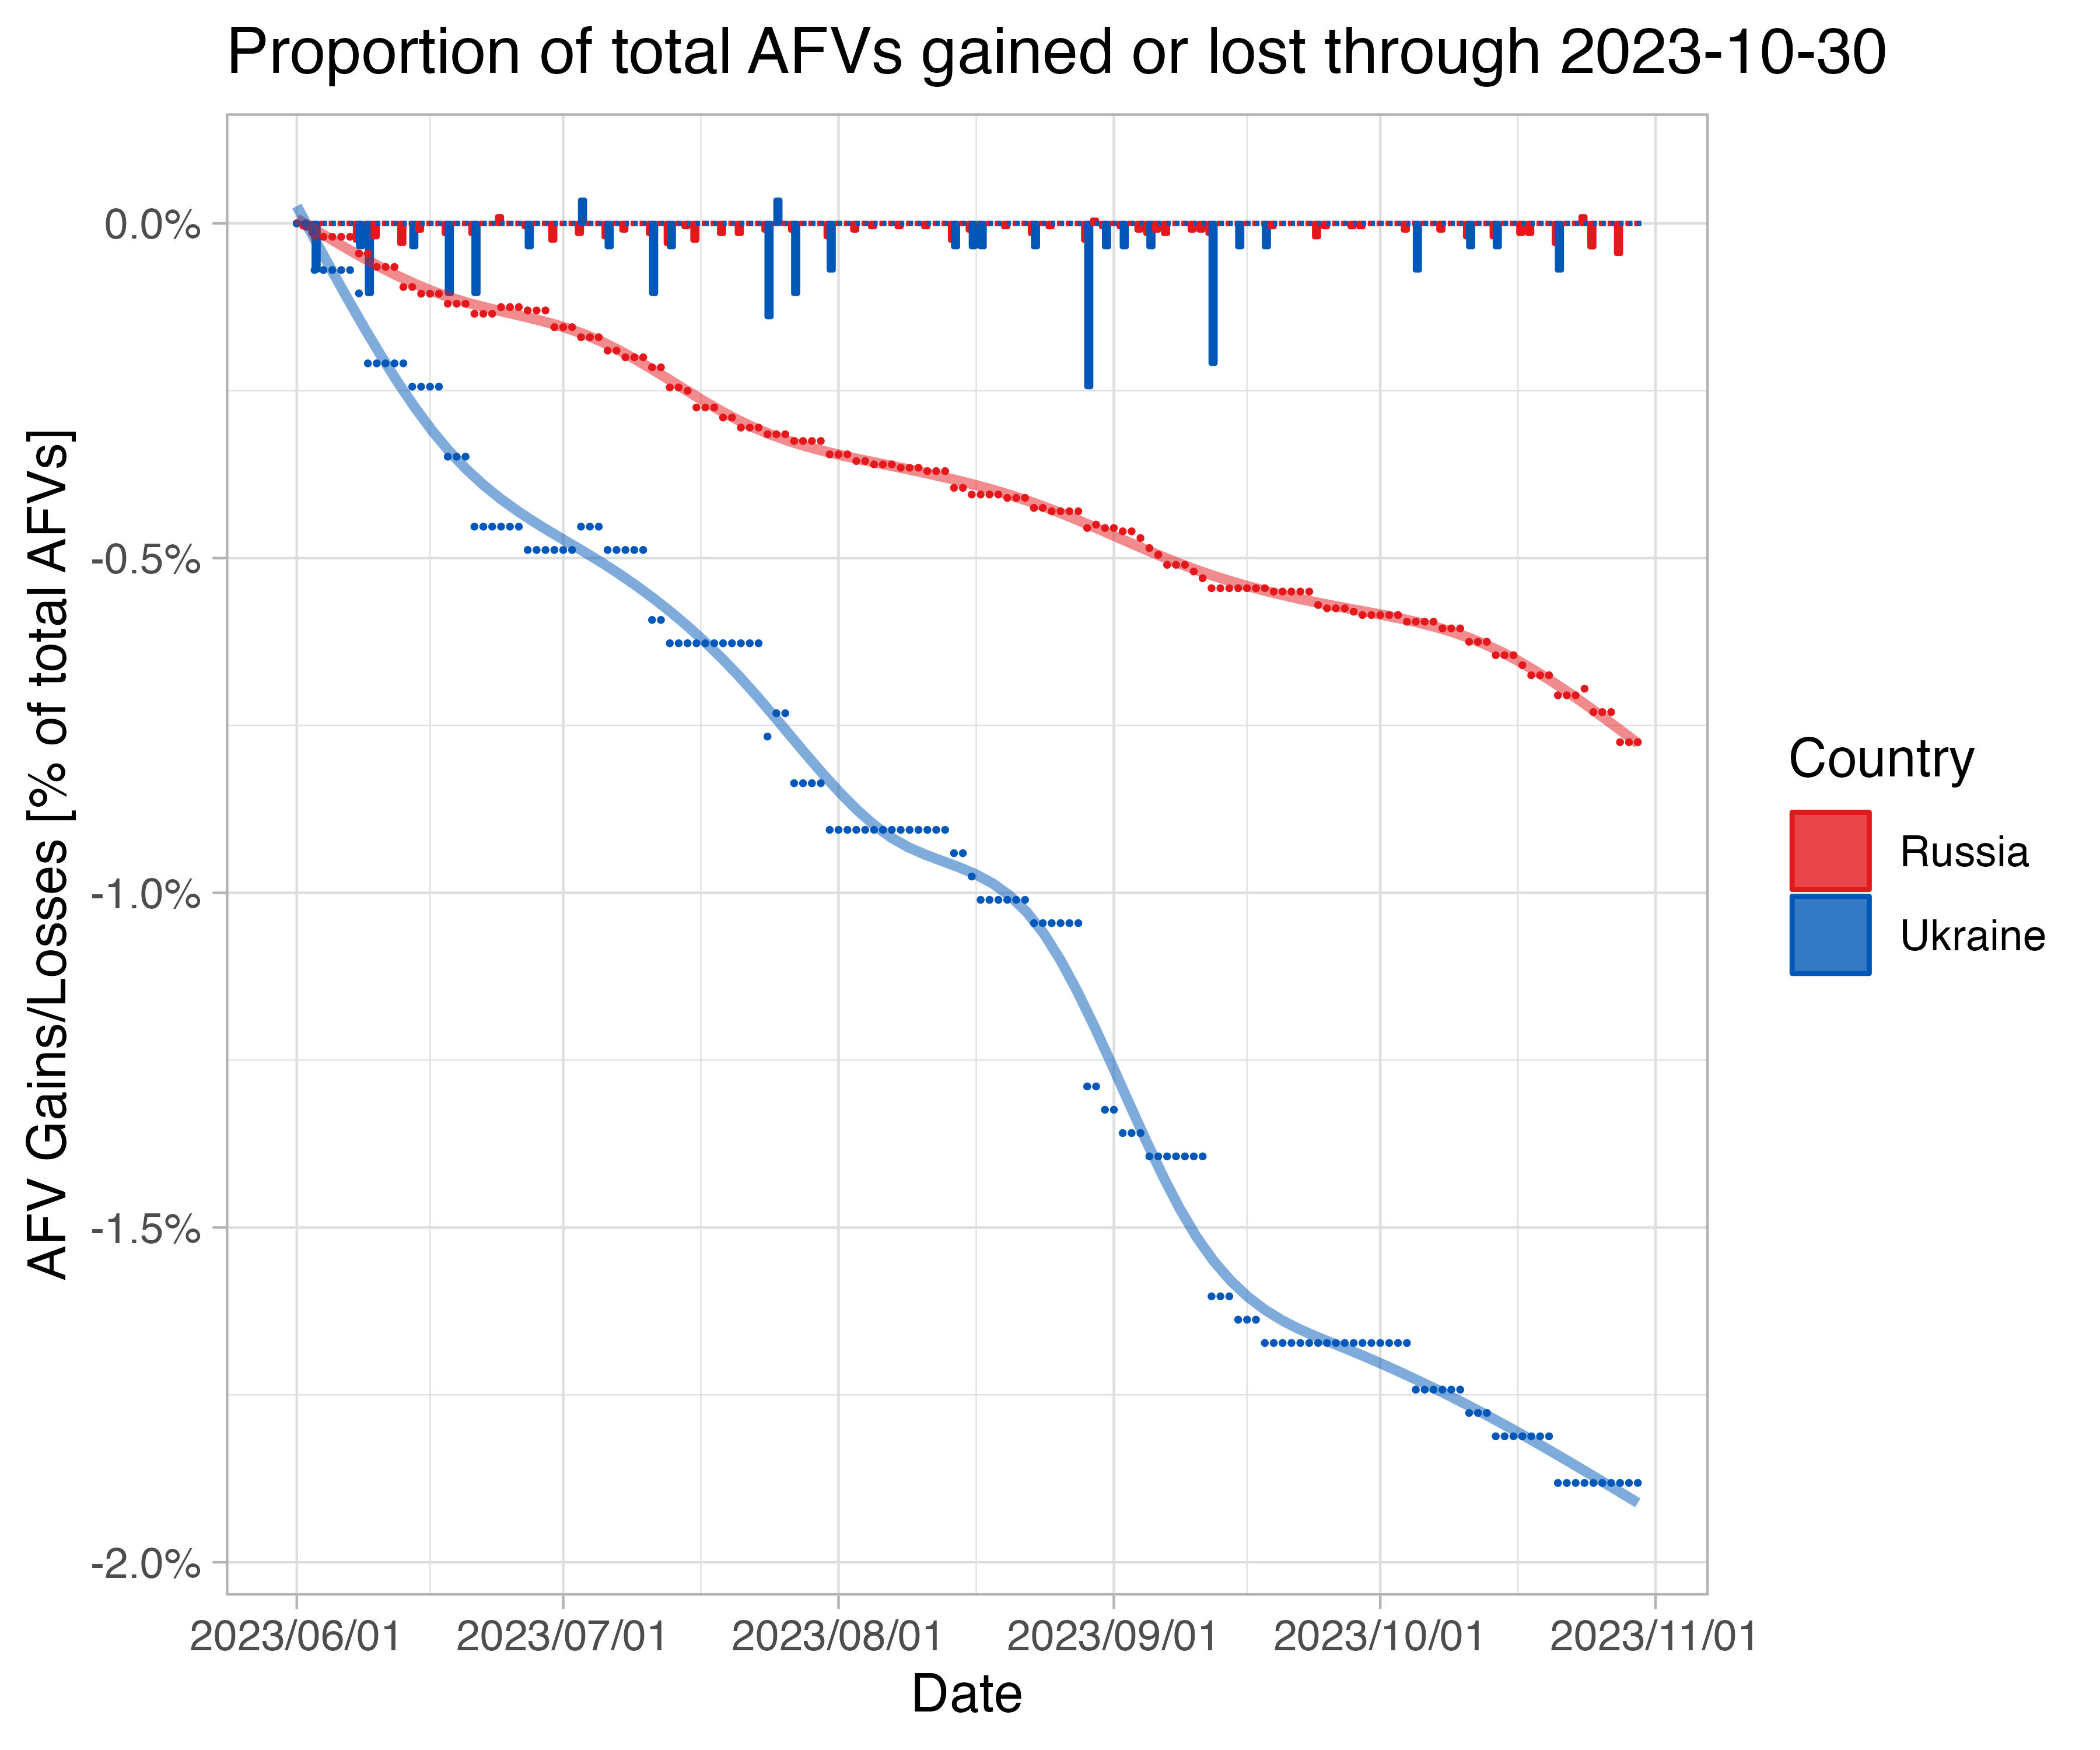 Proportion of total AFVs gained or lost through 2023-10-30
AFV Gains/Losses [% of total AFVs]
0.0%
-0.5%
-1.0%
-1.5%
-2.0%
2023/06/01
2023/07/01
2023/08/01
2023/09/01
2023/10/01
2023/11/01
Date
Country
Russia
Ukraine